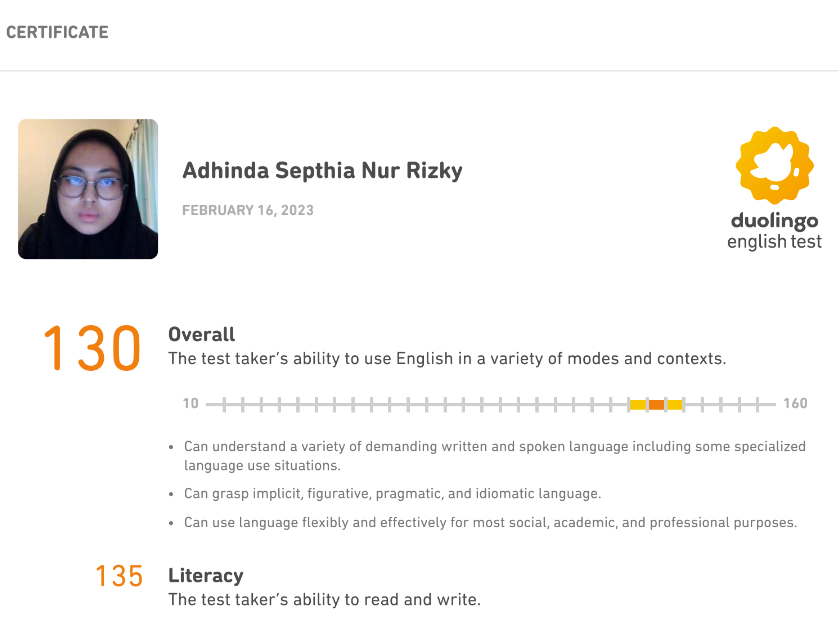 CERTIFICATE
Adhinda Septhia Nur Rizky
FEBRUARY 16, 2023
duolingo
english test
130
Overall
The test taker's ability to use English in a variety of modes and contexts.
10
160
• Can understand a variety of demanding written and spoken language including some specialized
language use situations.
• Can grasp implicit, figurative, pragmatic, and idiomatic language.
• Can use language flexibly and effectively for most social, academic, and professional purposes.
135
Literacy
The test taker's ability to read and write.